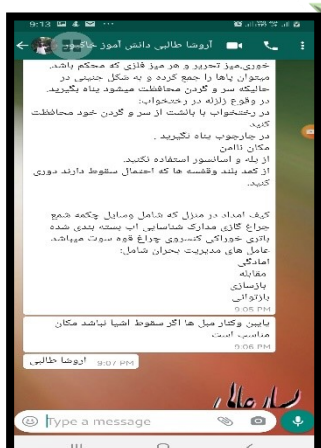 9:13
آروشا طالبی دانش آموز خاکسو
خوری.میز تحریر و هر میز فلزی که محکم باشد.
میتوان پاها را جمع کرده و به شکل جنینی در
حالیکه سر و گردن محافظت میشود پناه بگیرید.
در وقوع زلزله در رختخواب:
در رختخواب با بالشت از سر و گردن خود محافظت
کنید.
در چارجوب پناه نگیرید .
مکان ناامن
از پله و اسانسور استفاده نکنید.
از کمد بلند وقفسه ها که احتمال سقوط دارند دوری
کنید.
کیف امداد در منزل که شامل وسایل چکمه شمع
چراغ گازی مدارک شناسایی اب بسته بندی شده
باتری خوراکی کنسروی چراغ قوه سوت میباشد
عامل های مدیریت بحران شامل:
امادگی
مقابله
بازسازی
بازتوانی
9:05 PM
پایین وکنار مبل ها اگر سقوط اشیا نباشد مکان
مناسب است
9:06 PM
آروشا طالبی 9:07 PM
Type a message